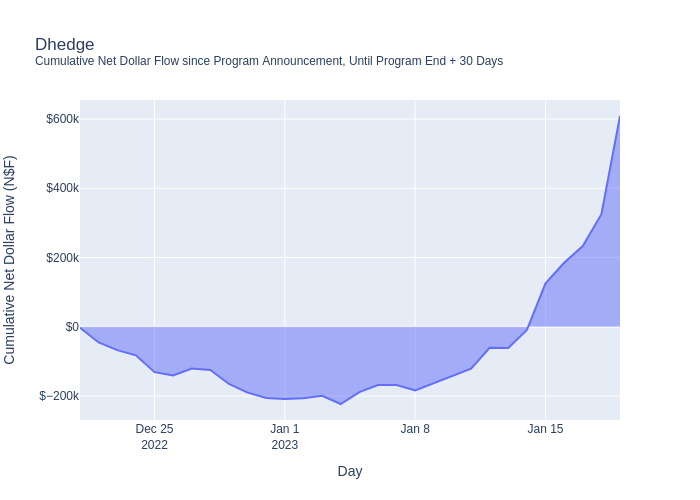 Dhedge
Cumulative Net Dollar Flow since Program Announcement, Until Program End + 30 Days
Cumulative Net Dollar Flow (N$F)
$600k
$400k
$200k
$0
$−200k
Dec 25
2022
Jan 1
2023
Jan 8
Jan 15
Day